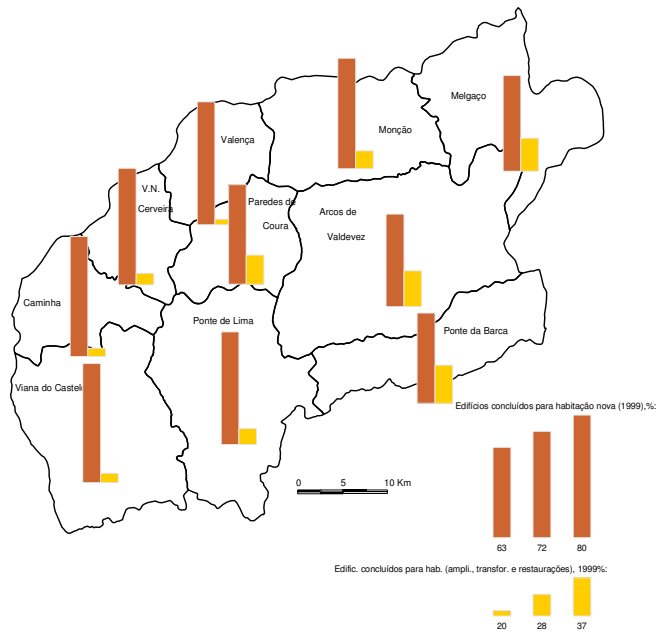 Melgaço
Monção
Valença
V.N.
Cerveira
Paredes de
Coura
Arcos de
Valdevez
Caminha
Ponte de Lima
Ponte da Barca
Viana do Castelo
Edifícios concluídos para habitação nova (1999),%:
0 5 10 Km
63 72 80
Edific. concluídos para hab. (ampli., transfor. e restaurações), 1999%:
20 28 37